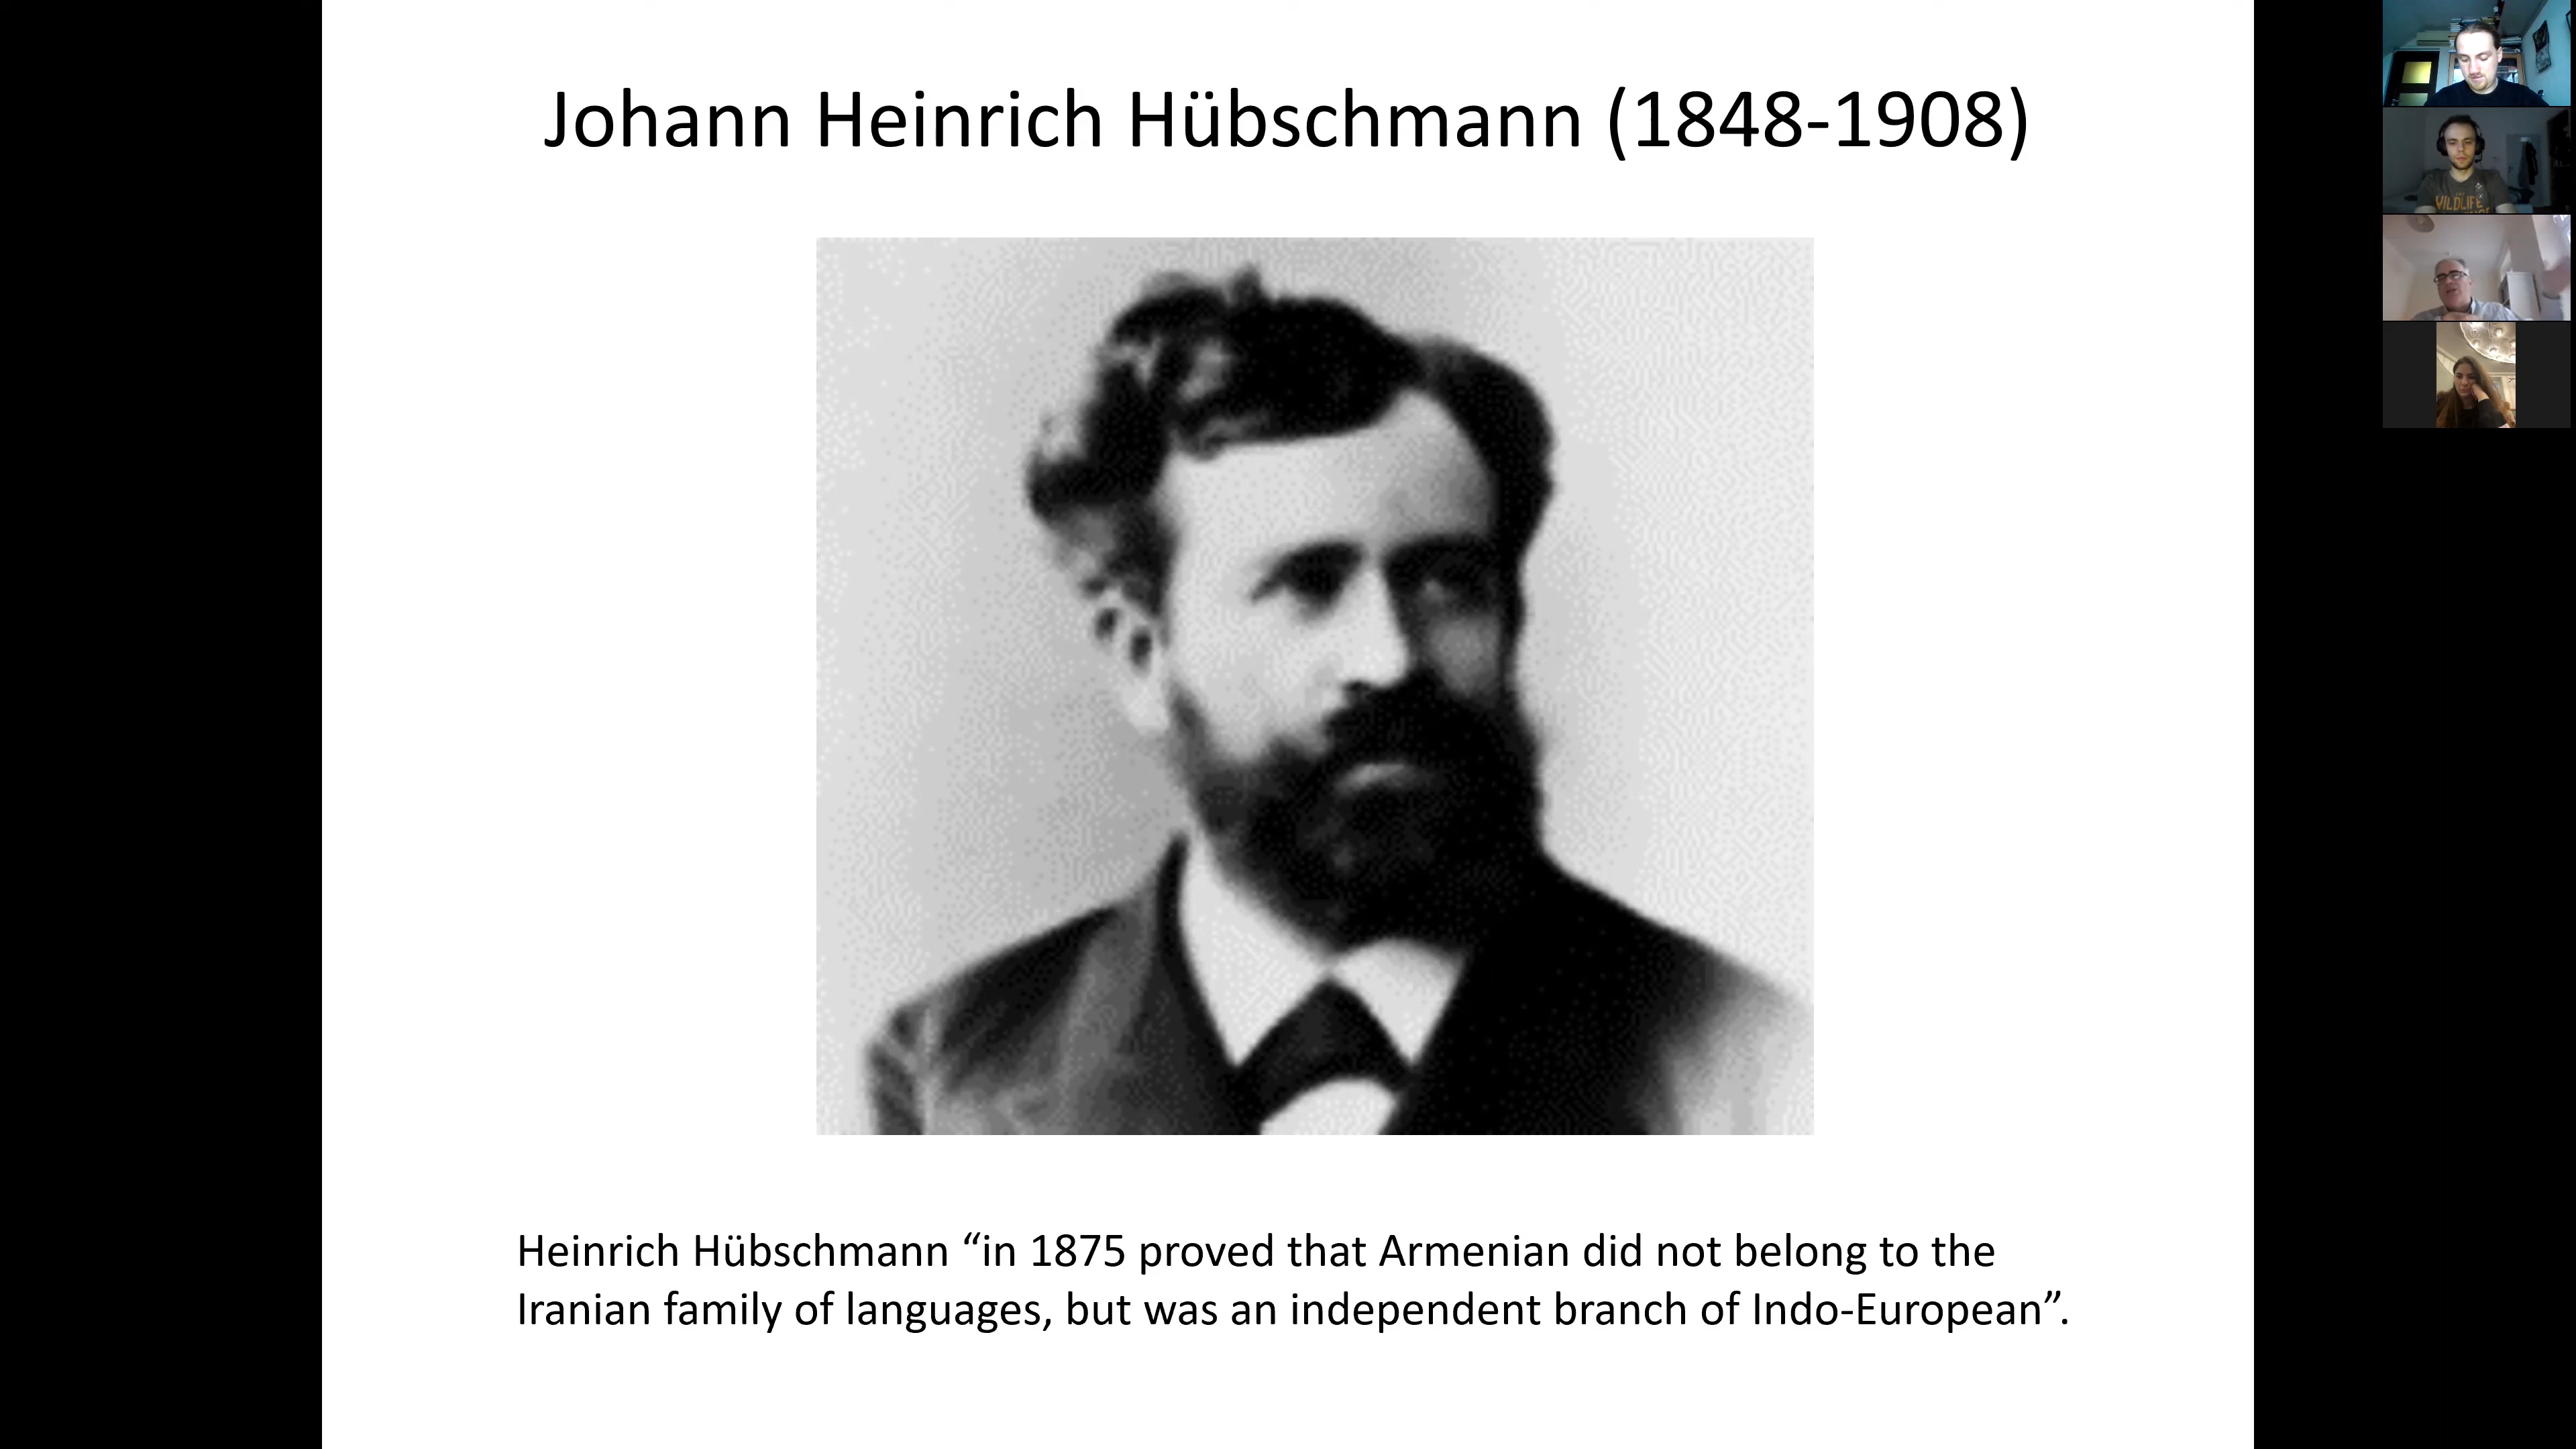 Johann Heinrich Hübschmann (1848-1908)
Heinrich Hübschmann “in 1875 proved that Armenian did not belong to the
Iranian family of languages, but was an independent branch of Indo-European”.
WILDLIFE